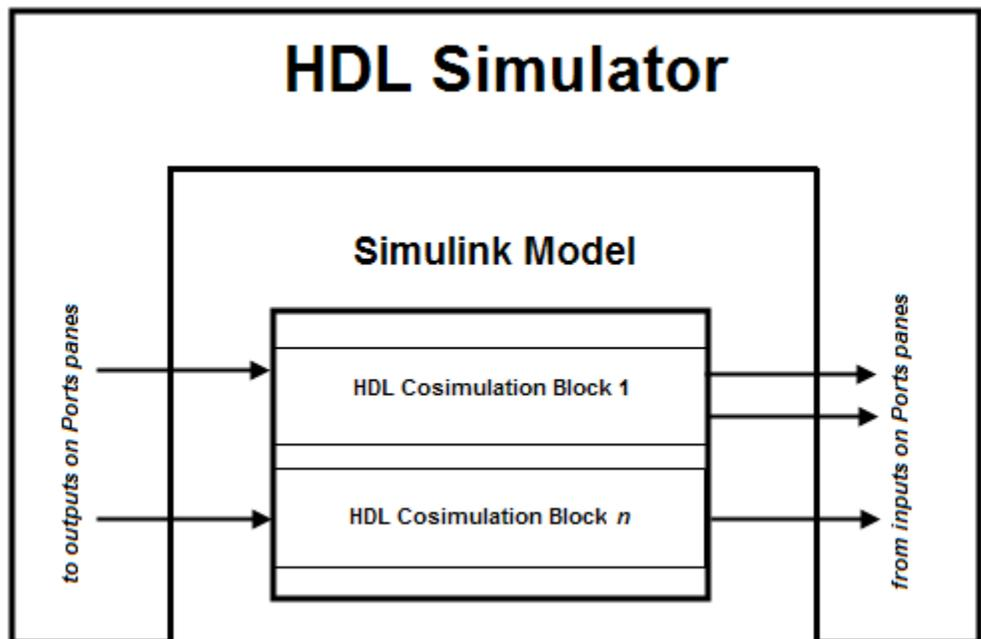 HDL Simulator
Simulink Model
to outputs on Ports panes
HDL Cosimulation Block 1
HDL Cosimulation Block n
from inputs on Ports panes